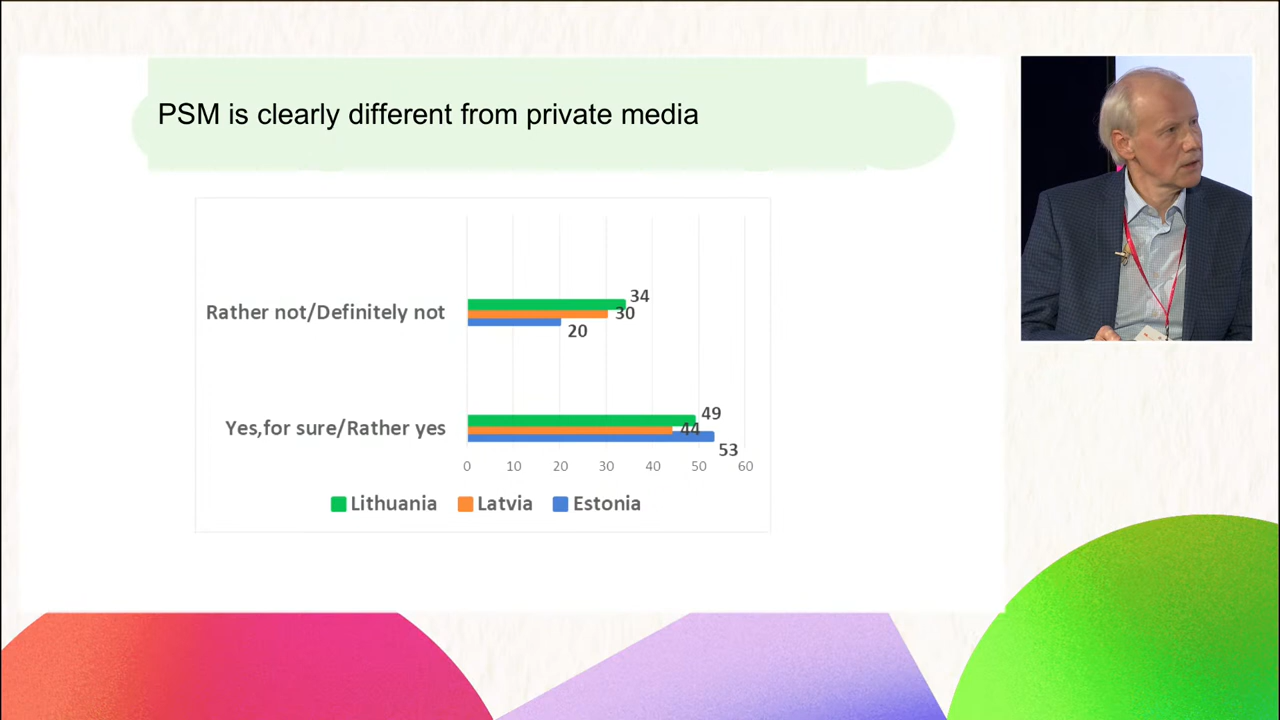 PSM is clearly different from private media
34
Rather not/Definitely not
30
20
49
Yes,for sure/Rather yes
44
53
0 10 20 30 40 50 60
Lithuania Latvia Estonia